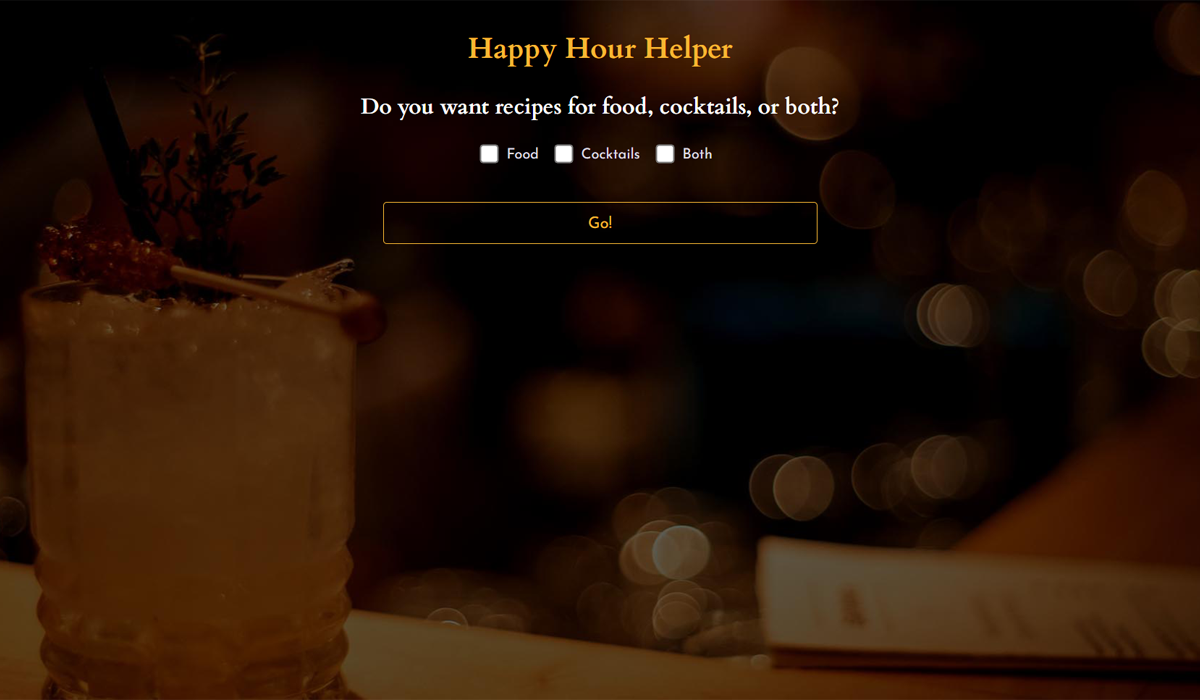 Happy Hour Helper
Do you want recipes for food, cocktails, or both?
Food Cocktails Both
Go!